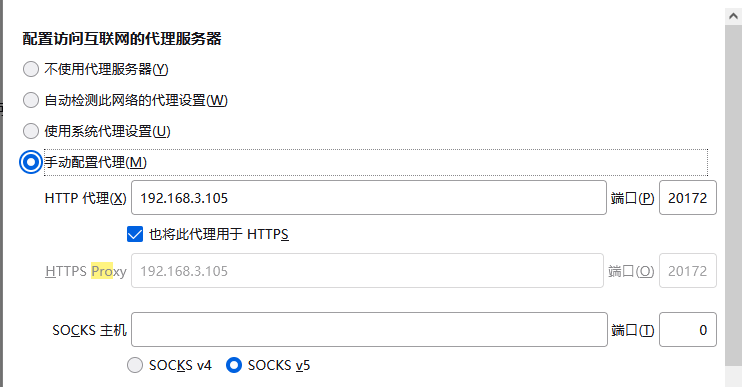 配置访问互联网的代理服务器
不使用代理服务器(Y)
自动检测此网络的代理设置(W)
使用系统代理设置(U)
手动配置代理(M)
HTTP 代理(X) 192.168.3.105 端口(P) 20172
也将此代理用于 HTTPS
HTTPS Proxy 192.168.3.105 端口(O) 20172
SOCKS 主机 端口(T) 0
SOCKS v4 SOCKS v5